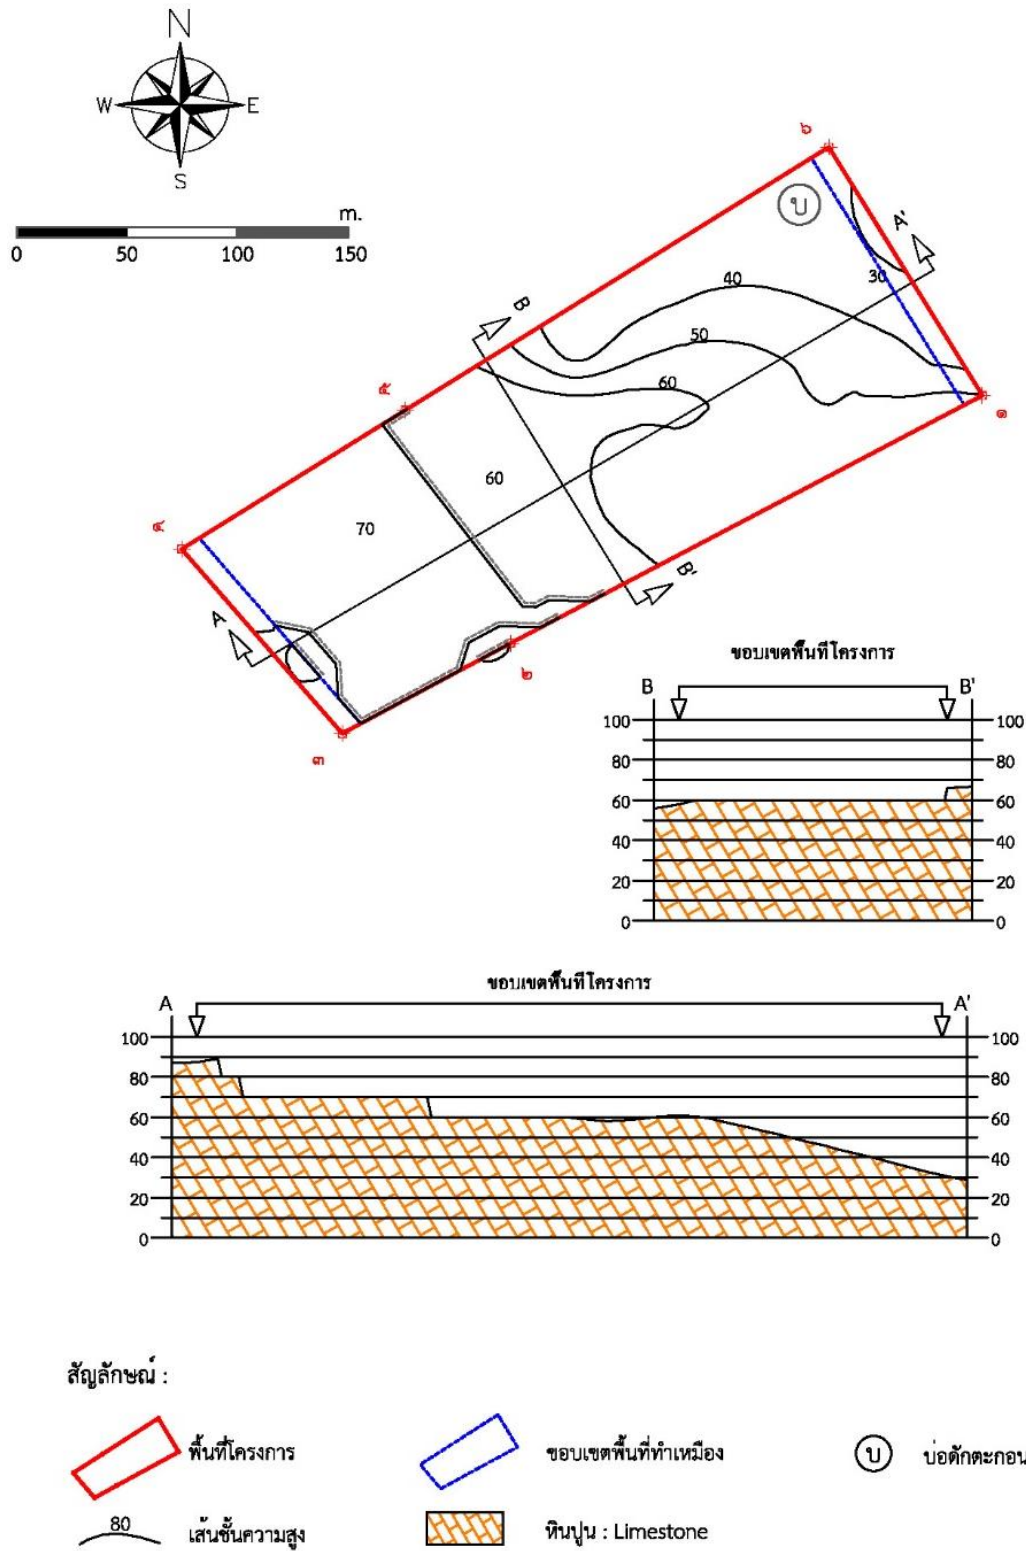 N
W E
S
m.
0 50 100 150
๖
บ
A'
30
40
B
50
60
๕
๑
60
๔
70
B'
A
๒
๓
ขอบเขตพื้นที่โครงการ
B B'
100 100
80 80
60 60
40 40
20 20
0 0
ขอบเขตพื้นที่โครงการ
A A'
100 100
80 80
60 60
40 40
20 20
0 0
สัญลักษณ์ :
พื้นที่โครงการ
ขอบเขตพื้นที่ทำเหมือง
บ บ่อดักตะกอน
80 เส้นชั้นความสูง
หินปูน : Limestone